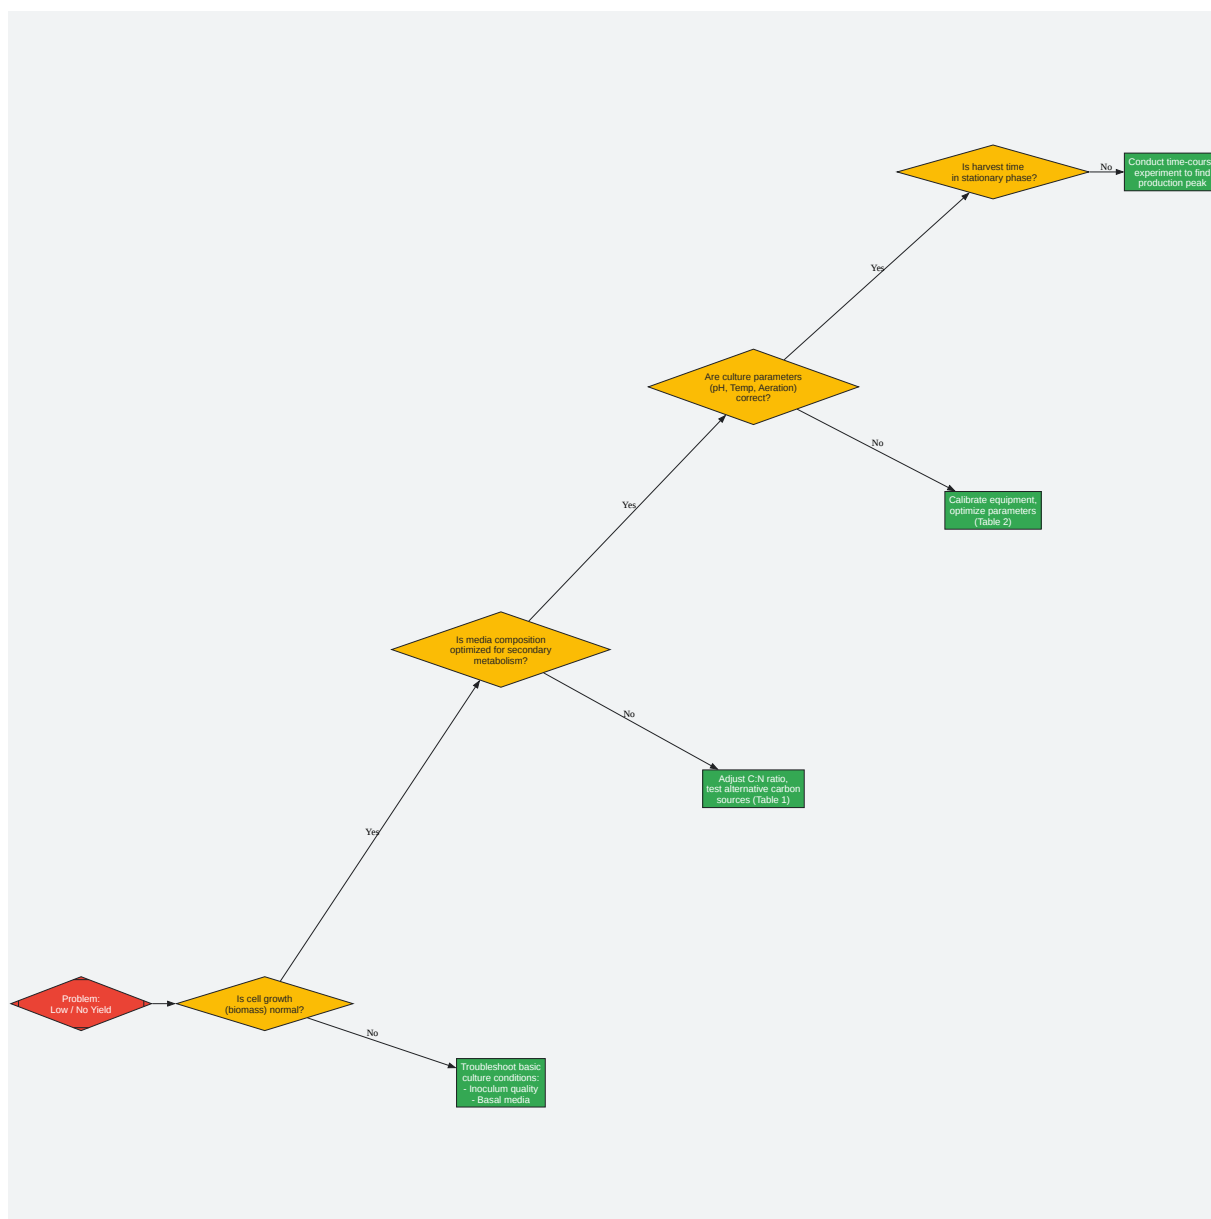 Problem:
Low / No Yield
Is cell growth
(biomass) normal?
No
Troubleshoot basic
culture conditions:
- Inoculum quality
- Basal media
Yes
Is media composition
optimized for secondary
metabolism?
No
Adjust C:N ratio,
test alternative carbon
sources (Table 1)
Yes
Are culture parameters
(pH, Temp, Aeration)
correct?
No
Calibrate equipment,
optimize parameters
(Table 2)
Yes
Is harvest time
in stationary phase?
No
Conduct time-cours
experiment to find
production peak